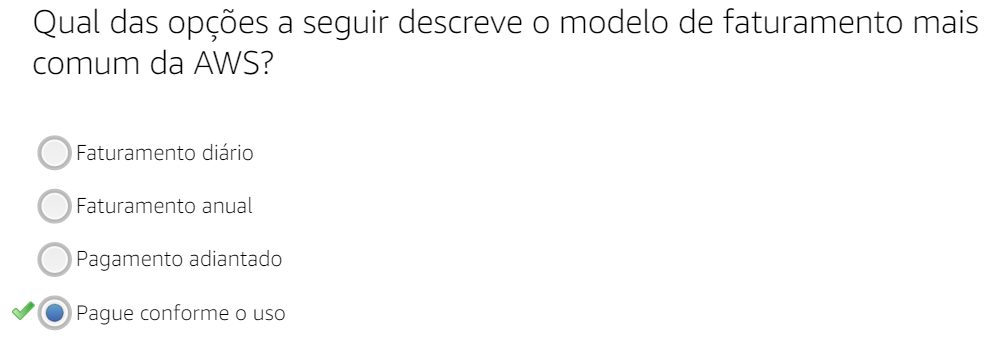 Qual das opções a seguir descreve o modelo de faturamento mais
comum da AWS?
Faturamento diário
Faturamento anual
Pagamento adiantado
Pague conforme o uso